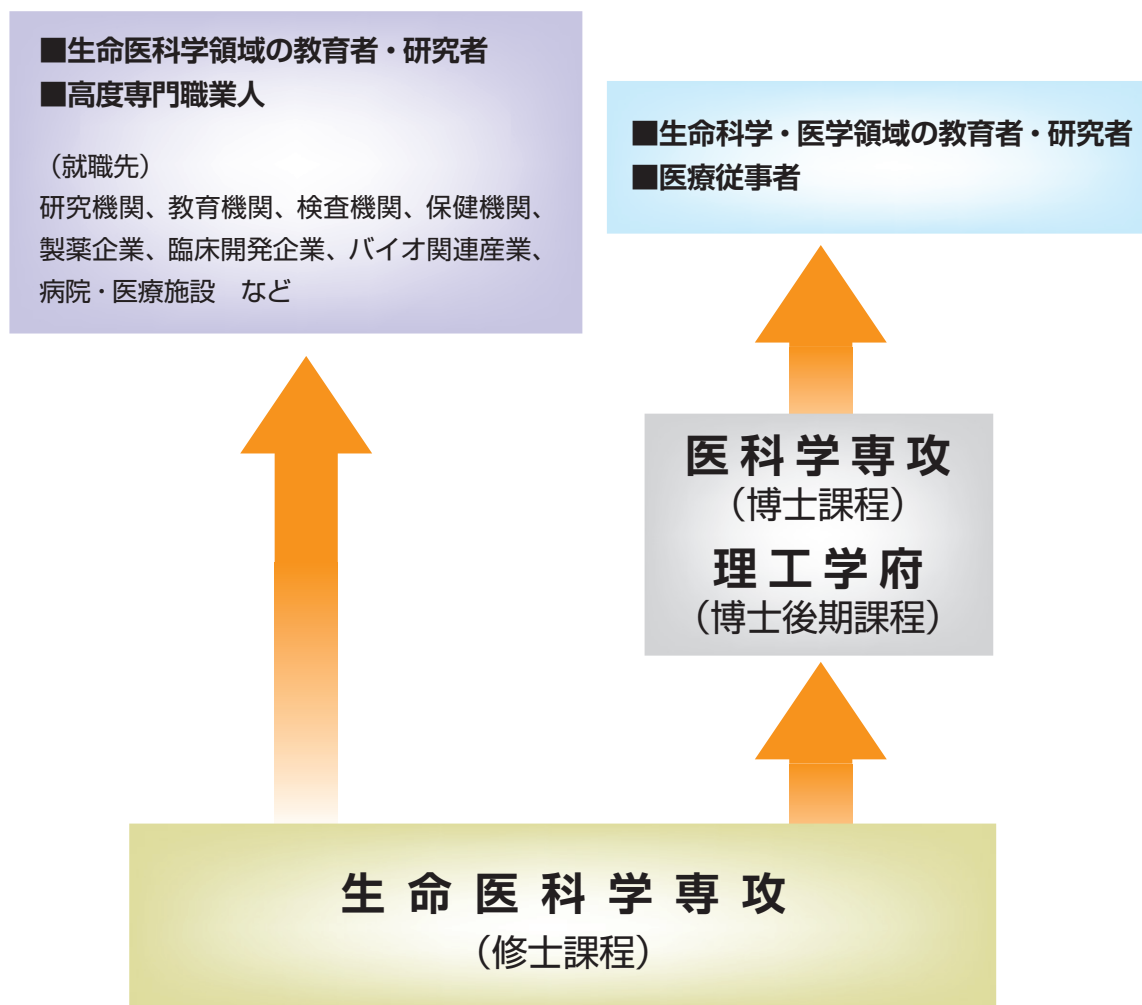 ■生命医科学領域の教育者・研究者
■高度専門職業人
（就職先）
研究機関、教育機関、検査機関、保健機関、
製薬企業、臨床開発企業、バイオ関連産業、
病院・医療施設　など
■生命科学・医学領域の教育者・研究者
■医療従事者
医科学専攻
（博士課程）
理工学府
（博士後期課程）
生命医科学専攻
（修士課程）